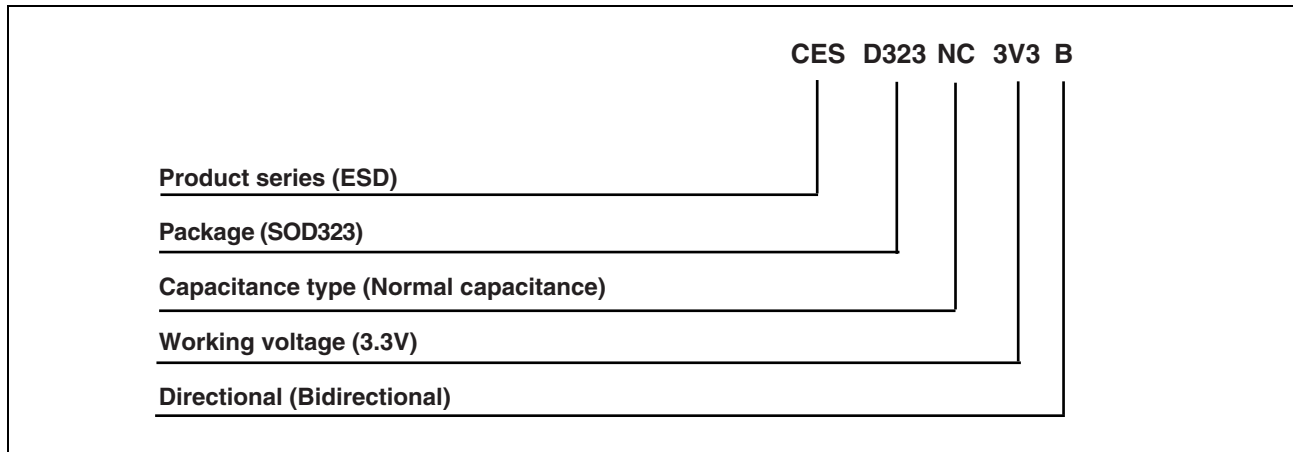 CES D323 NC 3V3 B
Product series (ESD)
Package (SOD323)
Capacitance type (Normal capacitance)
Working voltage (3.3V)
Directional (Bidirectional)